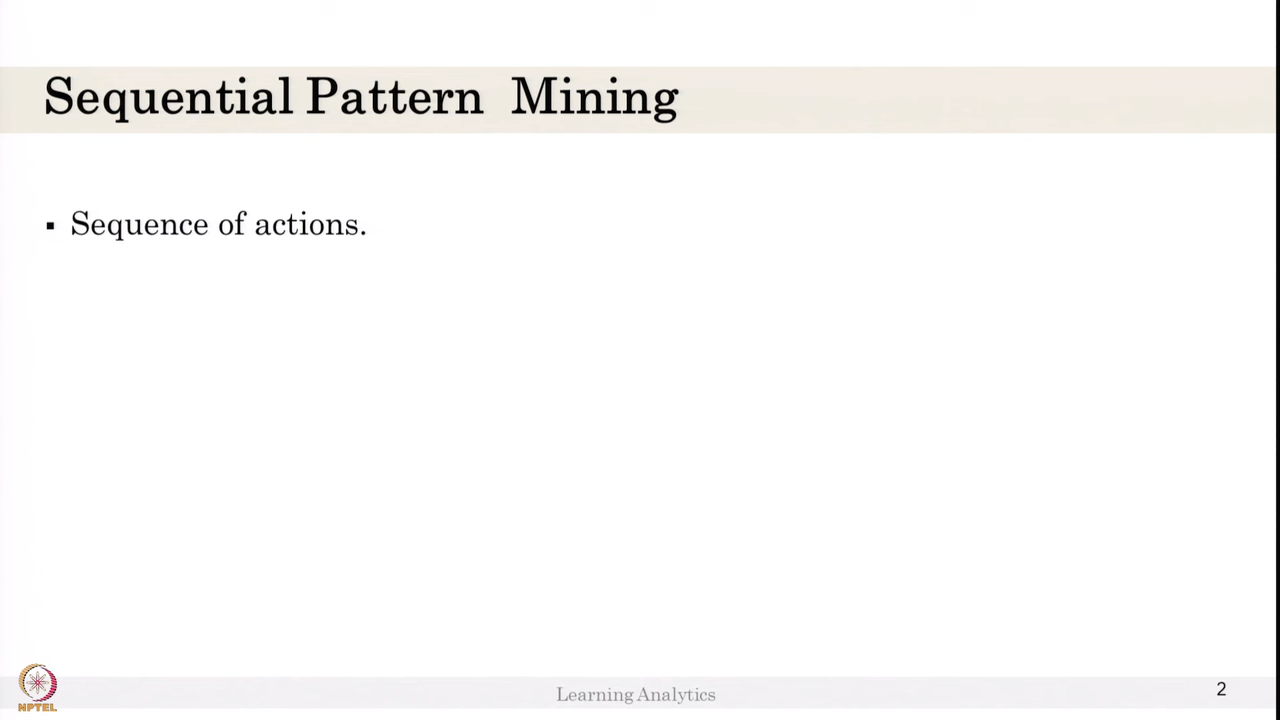 Sequential Pattern Mining
▪ Sequence of actions.
NPTEL
Learning Analytics
2